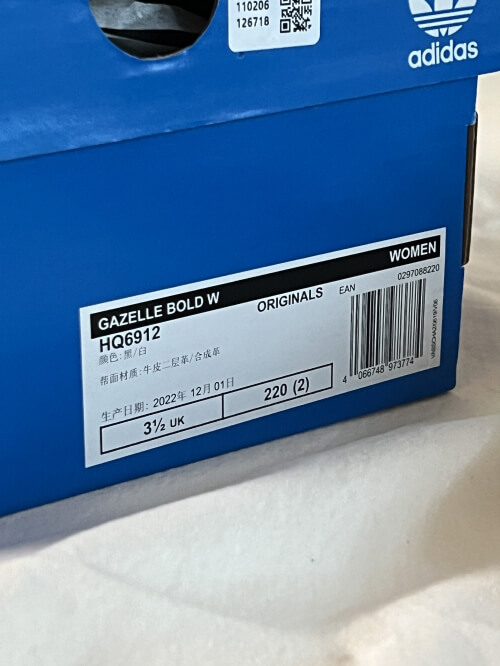 110206
126718
adidas
GAZELLE BOLD W
WOMEN
HQ6912
ORIGINALS
EAN
0297088220
颜色:黑/白
帮面材质:牛皮二层革/合成革
生产日期: 2022年 12月 01日
3½ UK
220 (2)
4 066748 973774